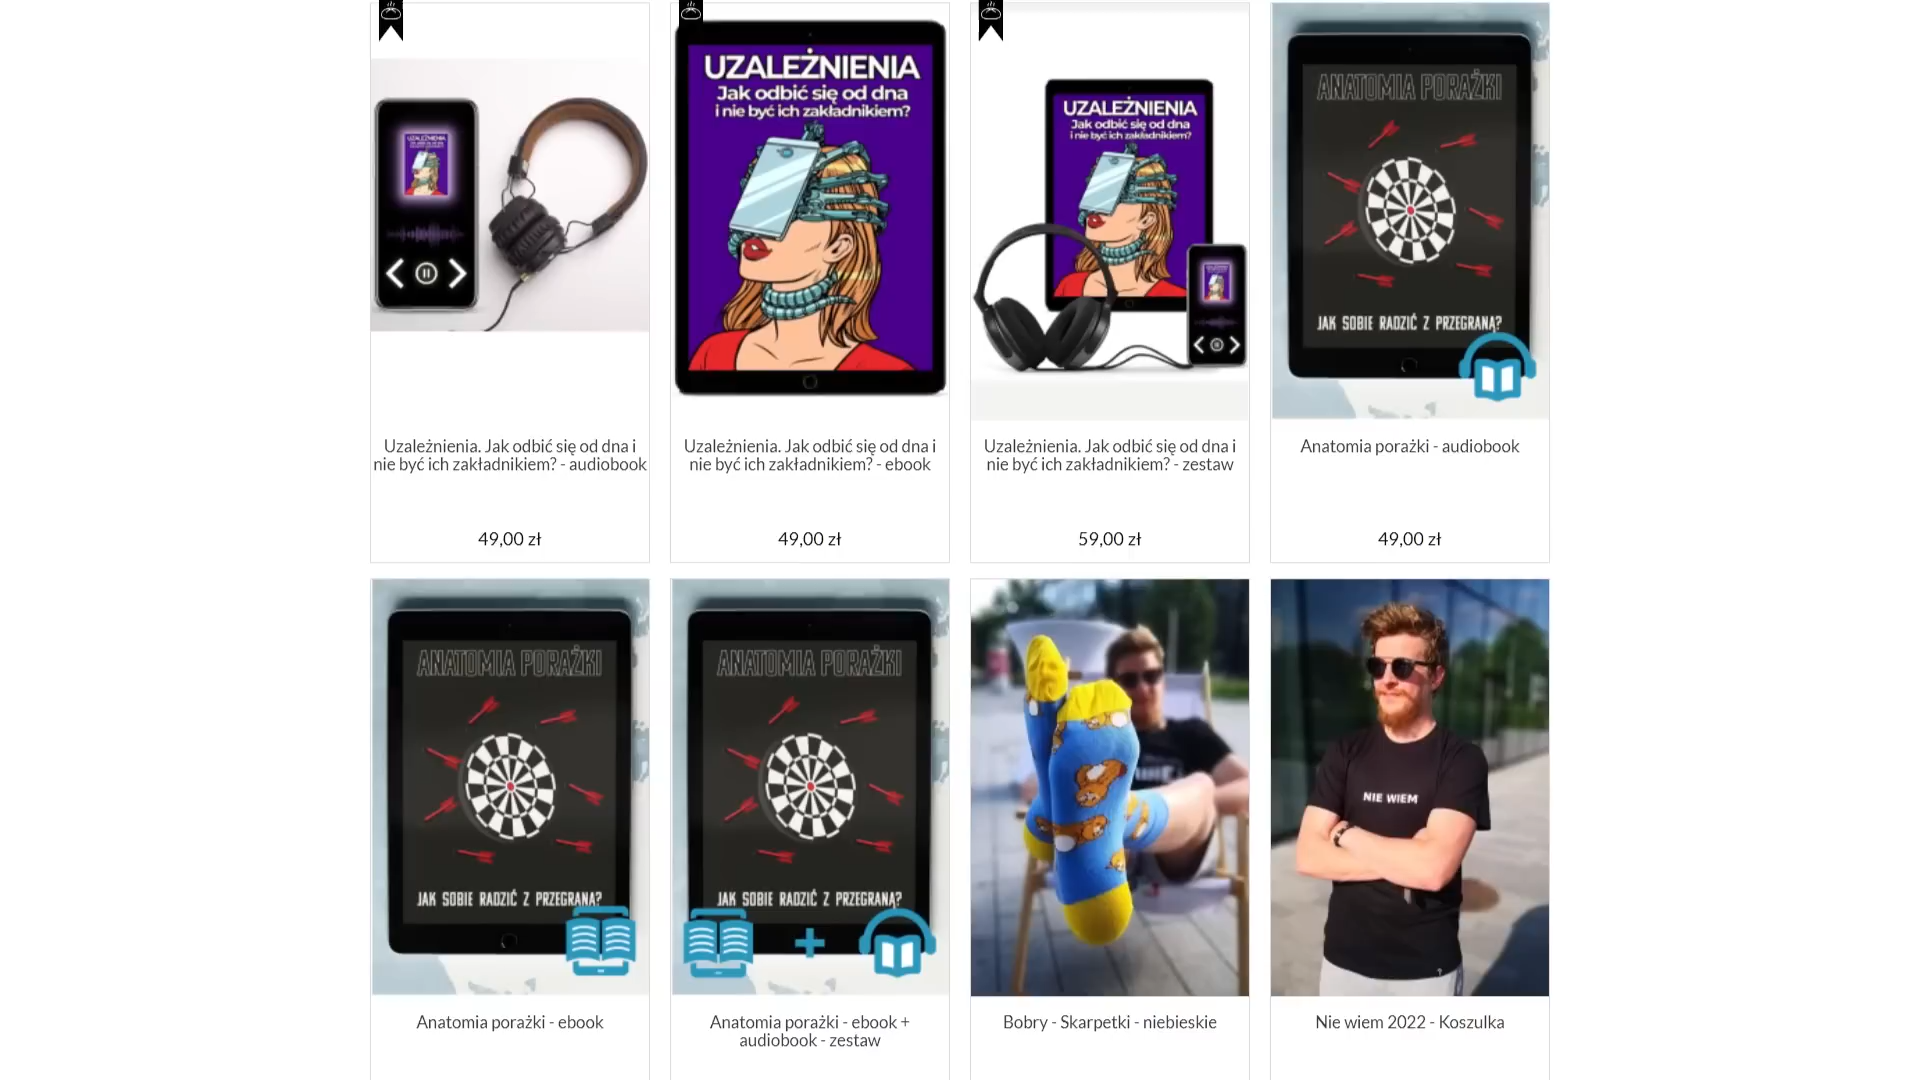 UZALEŻNIENIA
Jak odbić się od dna
i nie być ich zakładnikiem?
UZALEŻNIENIA
Jak odbić się od dna
i nie być ich zakładnikiem?
ANATOMIA PORAŻKI
JAK SOBIE RADZIĆ Z PRZEGRANĄ?
Uzależnienia. Jak odbić się od dna i
nie być ich zakładnikiem? - audiobook
49,00 zł
Uzależnienia. Jak odbić się od dna i
nie być ich zakładnikiem? - ebook
49,00 zł
Uzależnienia. Jak odbić się od dna i
nie być ich zakładnikiem? - zestaw
59,00 zł
Anatomia porażki - audiobook
49,00 zł
ANATOMIA PORAŻKI
JAK SOBIE RADZIĆ Z PRZEGRANĄ?
ANATOMIA PORAŻKI
JAK SOBIE RADZIĆ Z PRZEGRANĄ?
NIE WIEM
Anatomia porażki - ebook
Anatomia porażki - ebook +
audiobook - zestaw
Bobry - Skarpetki - niebieskie
Nie wiem 2022 - Koszulka